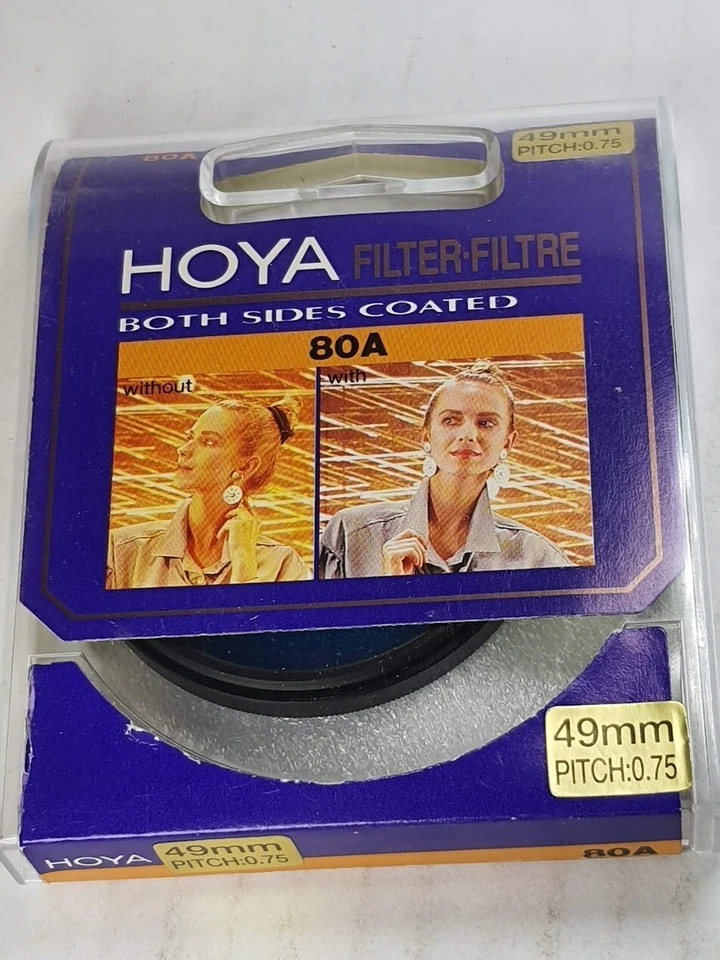 80A
49mm
PITCH:0.75
HOYA FILTER·FILTRE
BOTH SIDES COATED
80A
without
with
49mm
PITCH:0.75
HOYA
49mm
PITCH:0.75
80A